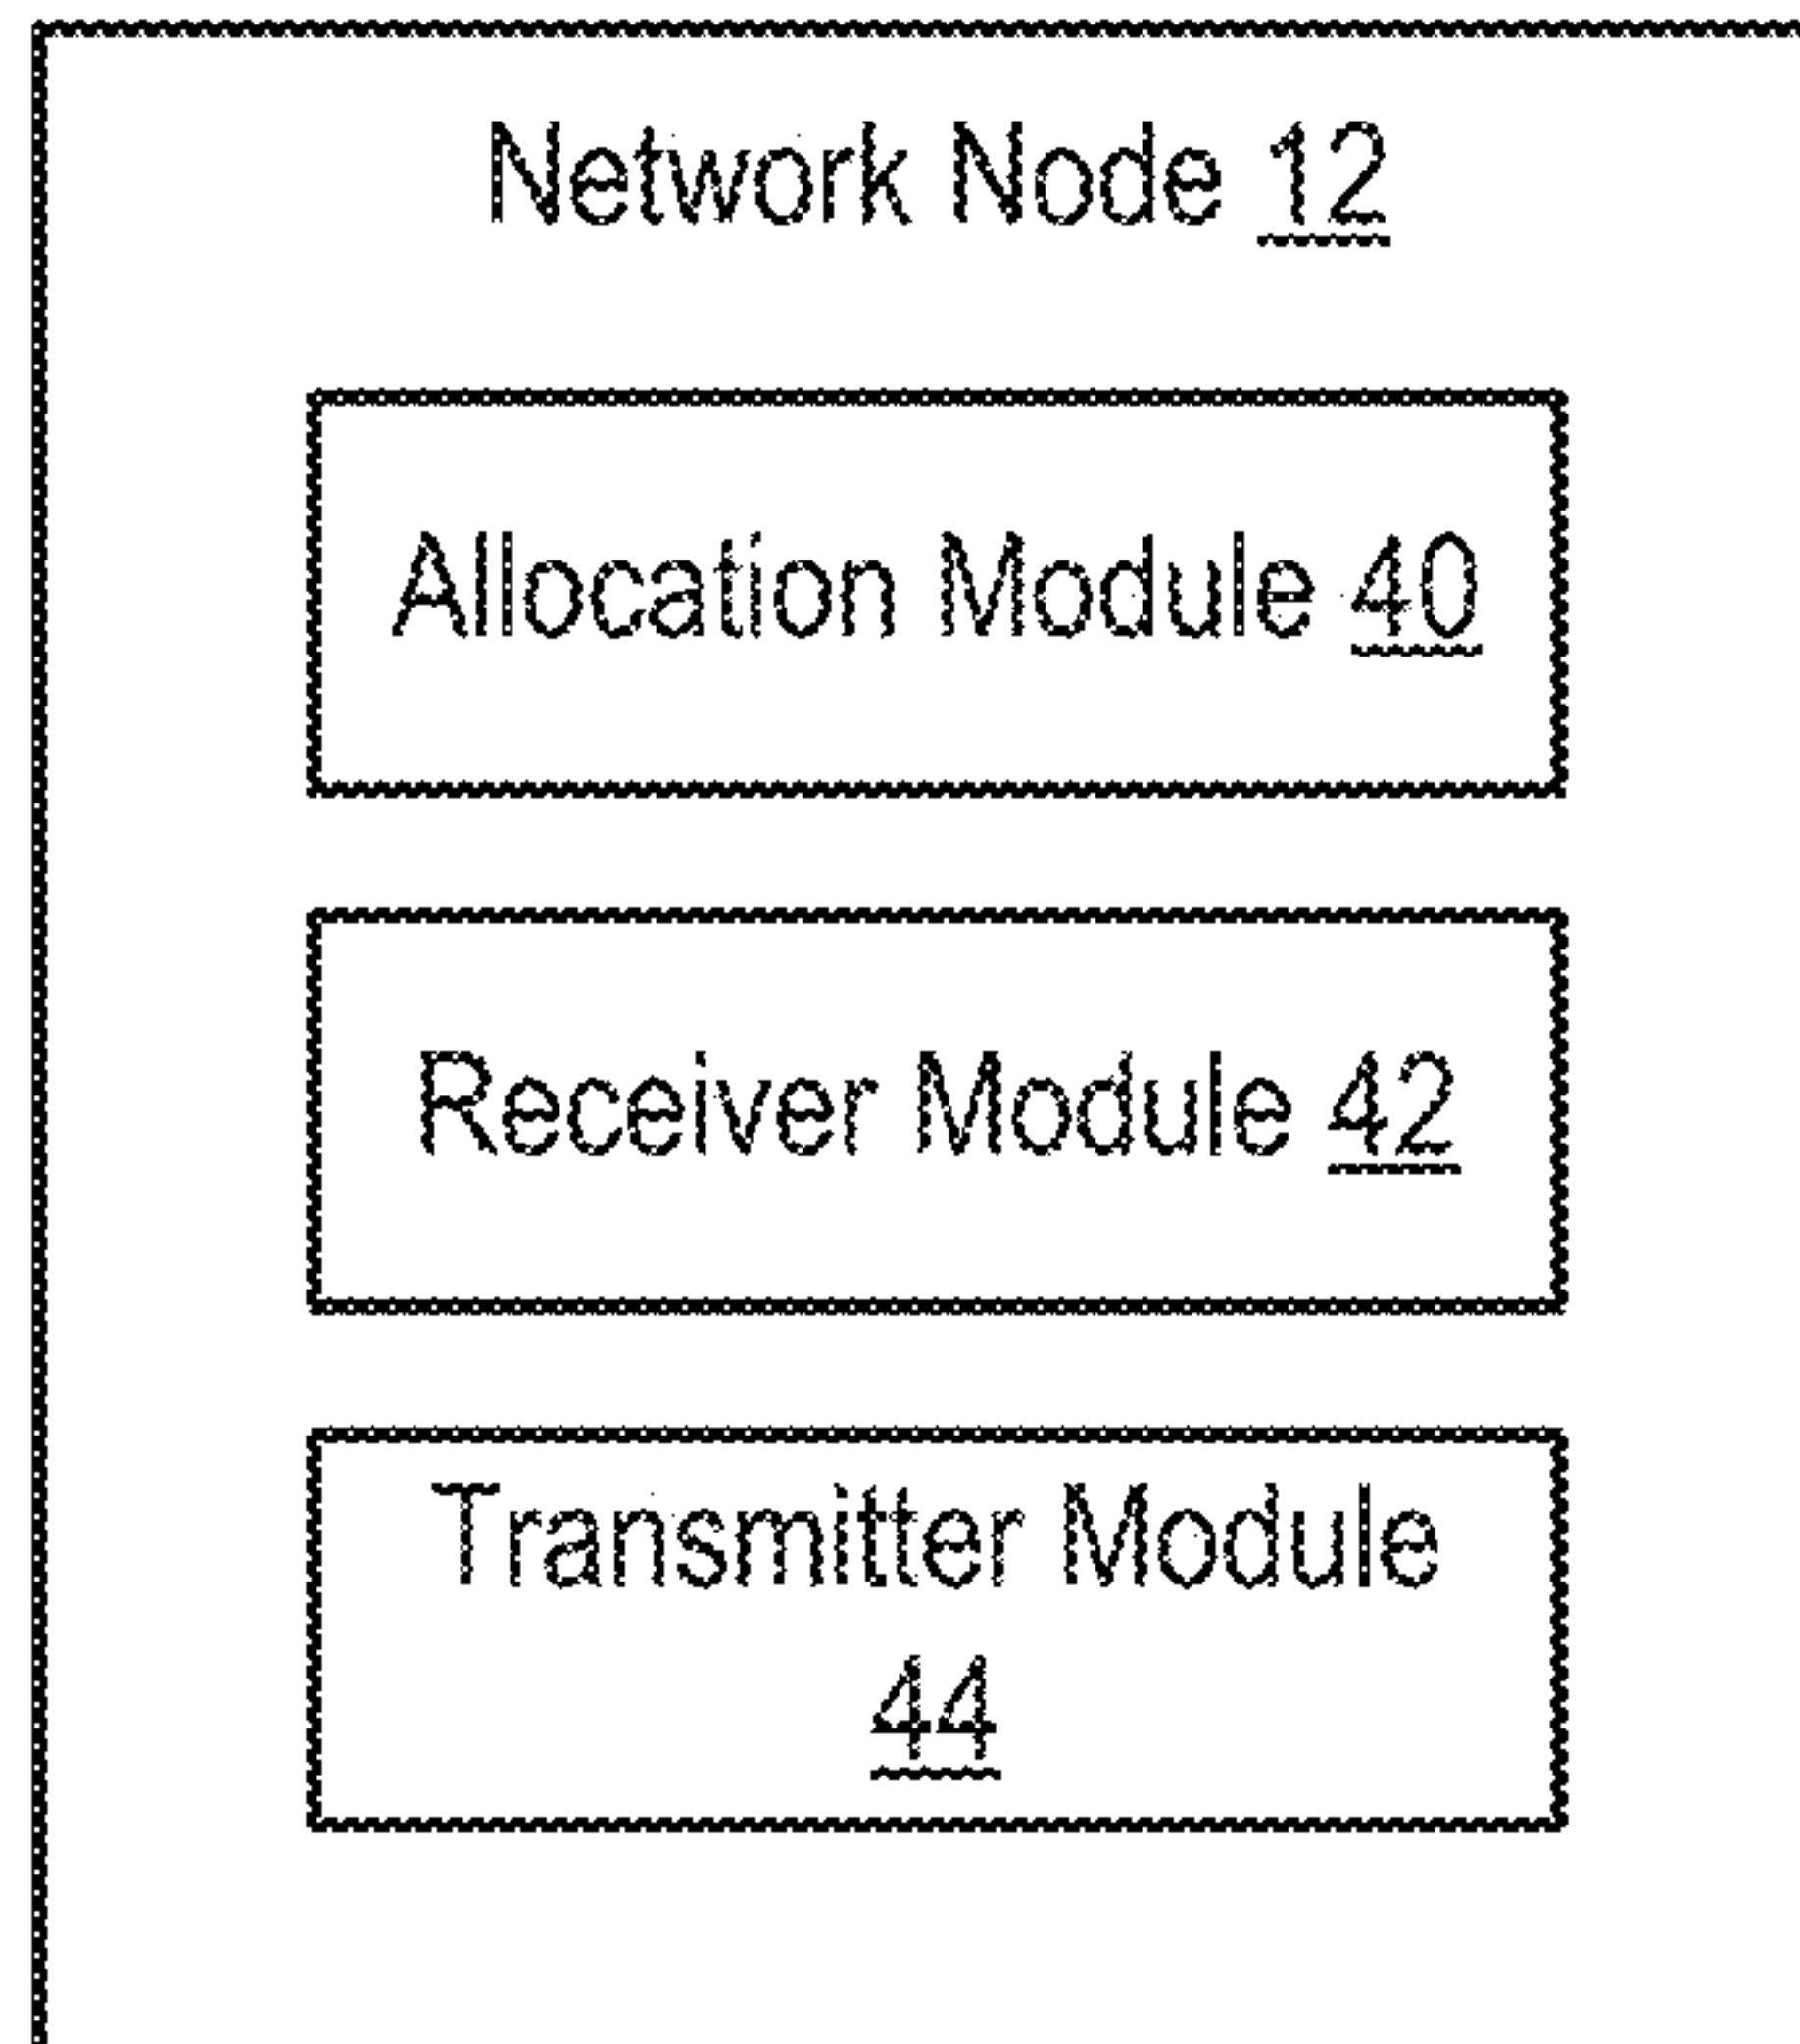 Network Node 12
Allocation Module 40
Receiver Module 42
Transmitter Module
44